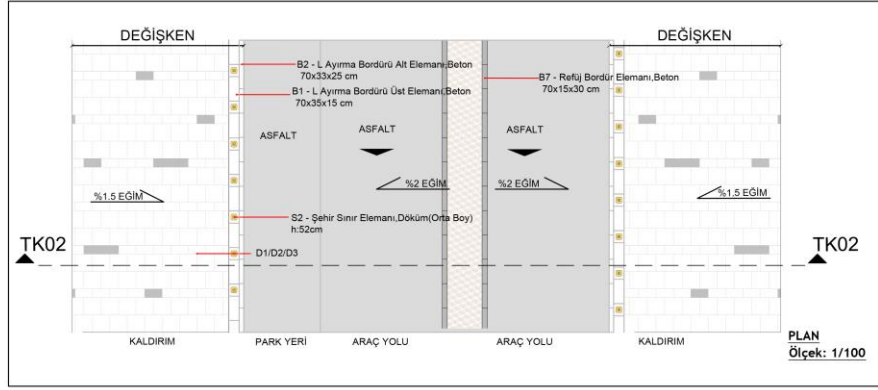 DEĞİŞKEN
DEĞİŞKEN
B2 - L Ayırma Bordürü Alt Elemanı,Beton
70x33x25 cm
B7 - Refüj Bordür Elemanı,Beton
70x15x30 cm
B1 - L Ayırma Bordürü Üst Elemanı,Beton
70x35x15 cm
ASFALT
ASFALT
ASFALT
%1.5 EĞİM
%2 EĞİM
%2 EĞİM
%1.5 EĞİM
S2 - Şehir Sınır Elemanı,Döküm(Orta Boy)
h:52cm
TK02
D1/D2/D3
TK02
KALDIRIM
PARK YERİ
ARAÇ YOLU
ARAÇ YOLU
KALDIRIM
PLAN
Ölçek: 1/100